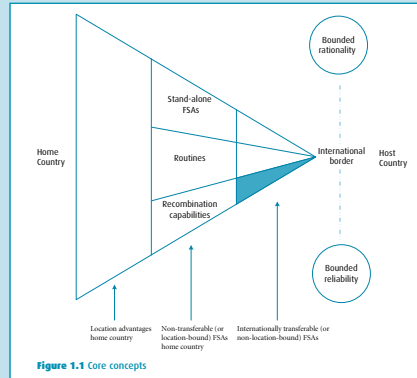 Bounded
rationality
Stand-alone
FSAs
Home
Country
Routines
International
border
Host
Country
Recombination
capabilities
Bounded
reliability
Location advantages
home country
Non-transferable (or
location-bound) FSAs
home country
Internationally transferable (or
non-location-bound) FSAs
Figure 1.1 Core concepts